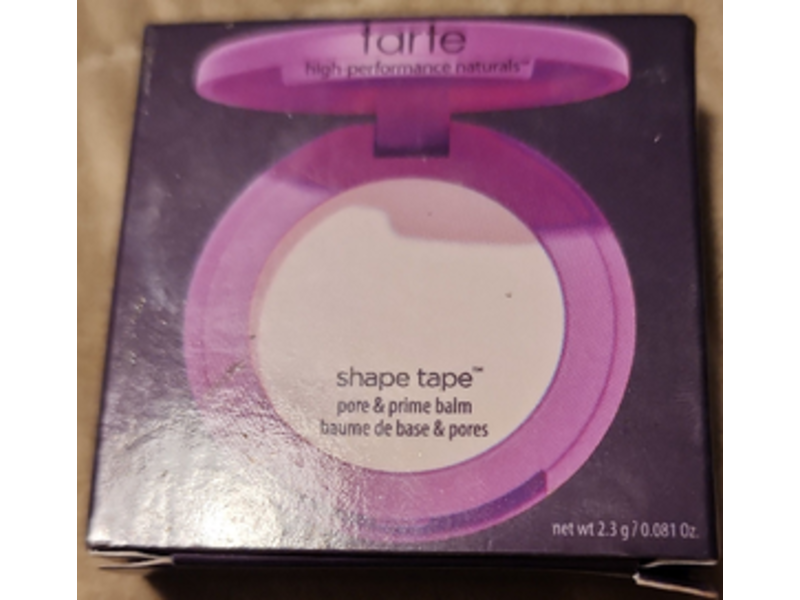 tarte
high-performance naturals™
shape tape™
pore & prime balm
baume de base & pores
net wt 2.3 g / 0.081 Oz.